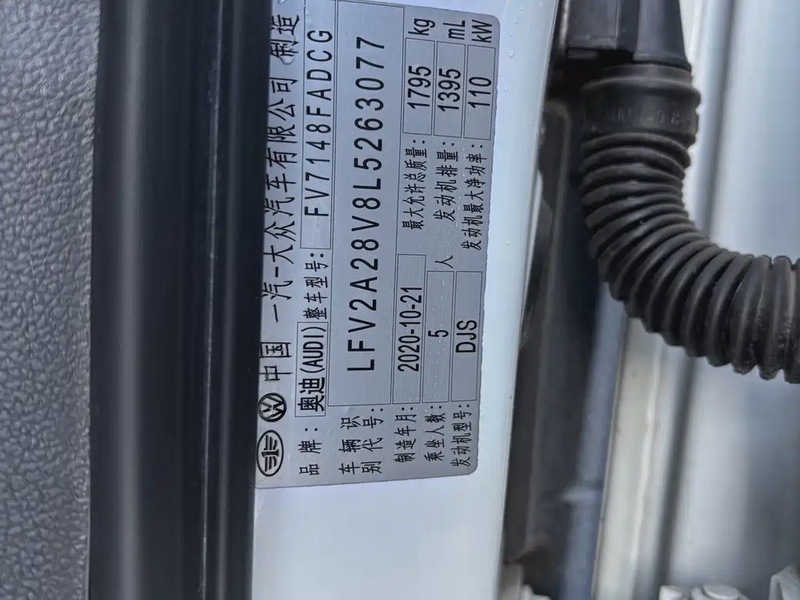 中国 一汽-大众汽车有限公司 制造
品牌: 奥迪(AUDI) 整车型号: FV7148FADCG
车辆识别代号: LFV2A28V8L5263077
制造年月: 2020-10-21 最大允许总质量: 1795 kg
乘坐人数: 5 人 发动机排量: 1395 mL
发动机型号: DJS 发动机最大净功率: 110 kW